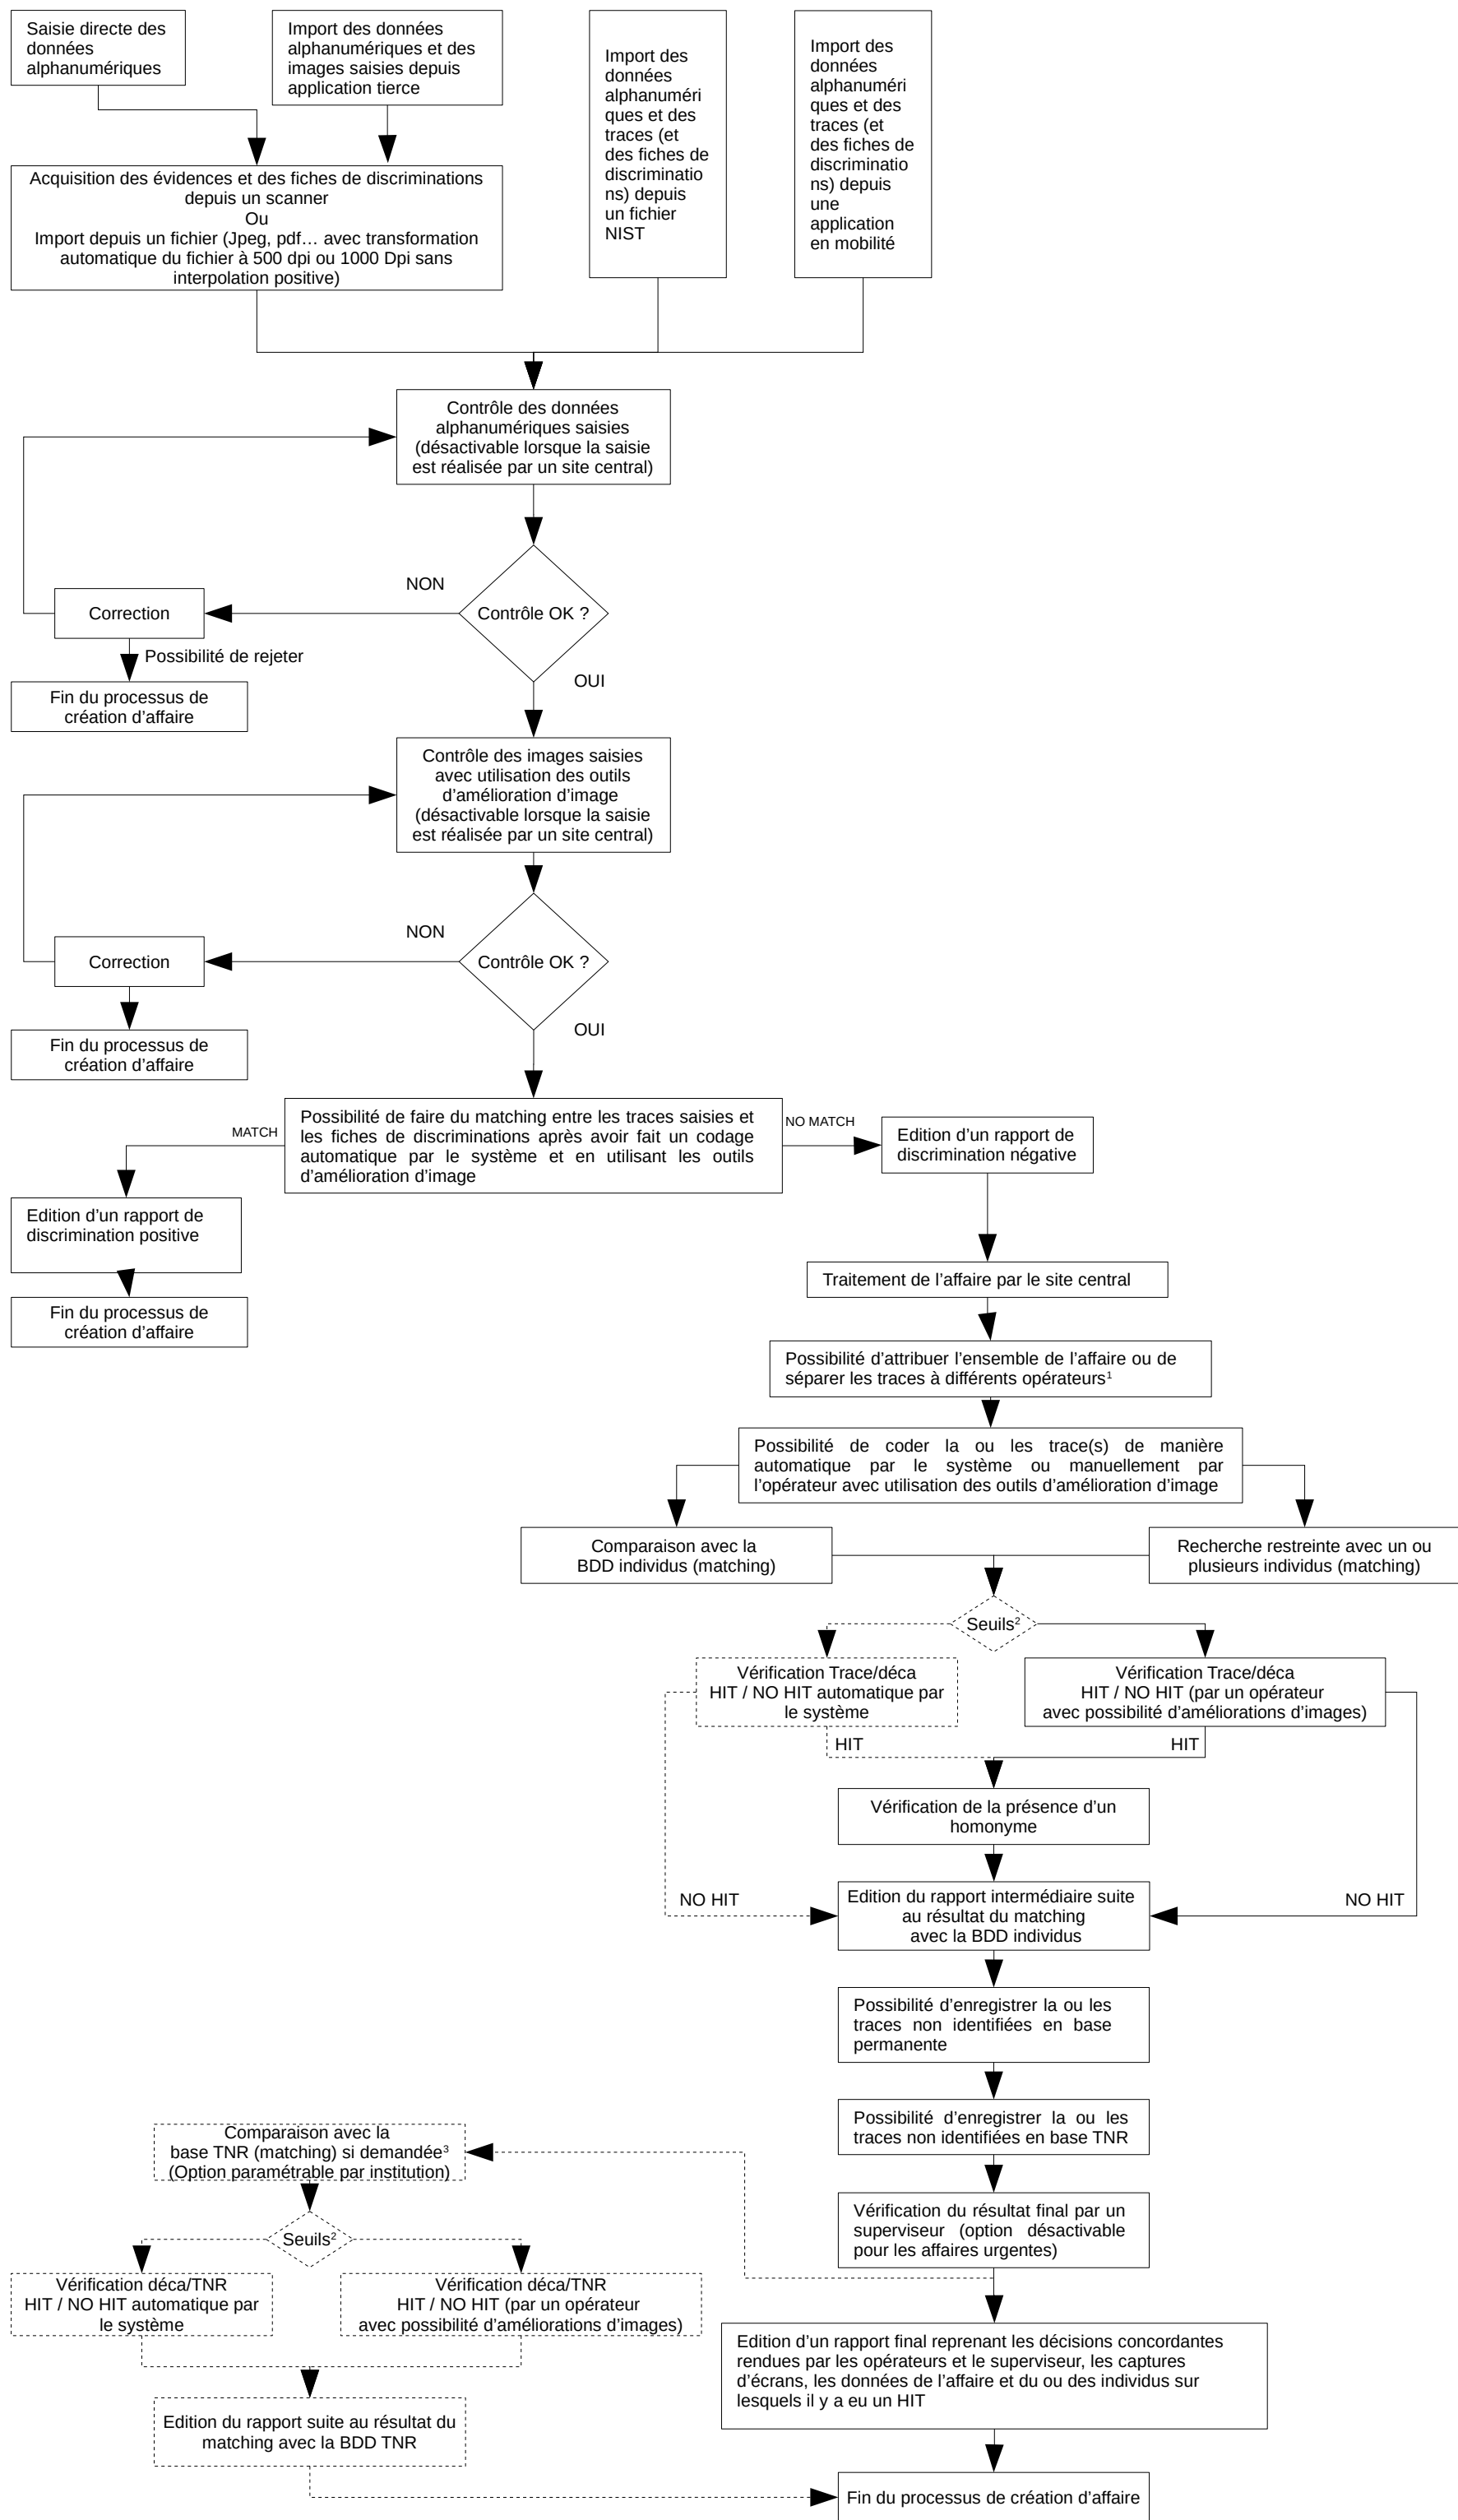 Saisie directe des
données
alphanumériques
Import des données
alphanumériques et des
images saisies depuis
application tierce
Import des
données
alphanuméri
ques et des
traces (et
des fiches de
discriminatio
ns) depuis
un fichier
NIST
Import des
données
alphanuméri
ques et des
traces (et
des fiches de
discriminatio
ns) depuis
une
application
en mobilité
Acquisition des évidences et des fiches de discriminations
depuis un scanner
Ou
Import depuis un fichier (Jpeg, pdf… avec transformation
automatique du fichier à 500 dpi ou 1000 Dpi sans
interpolation positive)
Contrôle des données
alphanumériques saisies
(désactivable lorsque la saisie
est réalisée par un site central)
NON
Contrôle OK ?
Correction
Possibilité de rejeter
OUI
Fin du processus de
création d’affaire
Contrôle des images saisies
avec utilisation des outils
d’amélioration d’image
(désactivable lorsque la saisie
est réalisée par un site central)
NON
Contrôle OK ?
Correction
OUI
Fin du processus de
création d’affaire
MATCH
Possibilité de faire du matching entre les traces saisies et
les fiches de discriminations après avoir fait un codage
automatique par le système et en utilisant les outils
d’amélioration d’image
NO MATCH
Edition d’un rapport de
discrimination négative
Edition d’un rapport de
discrimination positive
Fin du processus de
création d’affaire
Traitement de l’affaire par le site central
Possibilité d’attribuer l’ensemble de l’affaire ou de
séparer les traces à différents opérateurs¹
Possibilité de coder la ou les trace(s) de manière
automatique par le système ou manuellement par
l’opérateur avec utilisation des outils d’amélioration d’image
Comparaison avec la
BDD individus (matching)
Recherche restreinte avec un ou
plusieurs individus (matching)
Seuils²
Vérification Trace/déca
HIT / NO HIT automatique par
le système
Vérification Trace/déca
HIT / NO HIT (par un opérateur
avec possibilité d’améliorations d’images)
HIT
HIT
Vérification de la présence d’un
homonyme
NO HIT
NO HIT
Edition du rapport intermédiaire suite
au résultat du matching
avec la BDD individus
Possibilité d’enregistrer la ou les
traces non identifiées en base
permanente
Possibilité d’enregistrer la ou les
traces non identifiées en base TNR
Vérification du résultat final par un
superviseur (option désactivable
pour les affaires urgentes)
Comparaison avec la
base TNR (matching) si demandée³
(Option paramétrable par institution)
Seuils²
Vérification déca/TNR
HIT / NO HIT automatique par
le système
Vérification déca/TNR
HIT / NO HIT (par un opérateur
avec possibilité d’améliorations d’images)
Edition d’un rapport final reprenant les décisions concordantes
rendues par les opérateurs et le superviseur, les captures
d’écrans, les données de l’affaire et du ou des individus sur
lesquels il y a eu un HIT
Edition du rapport suite au résultat du
matching avec la BDD TNR
Fin du processus de création d’affaire